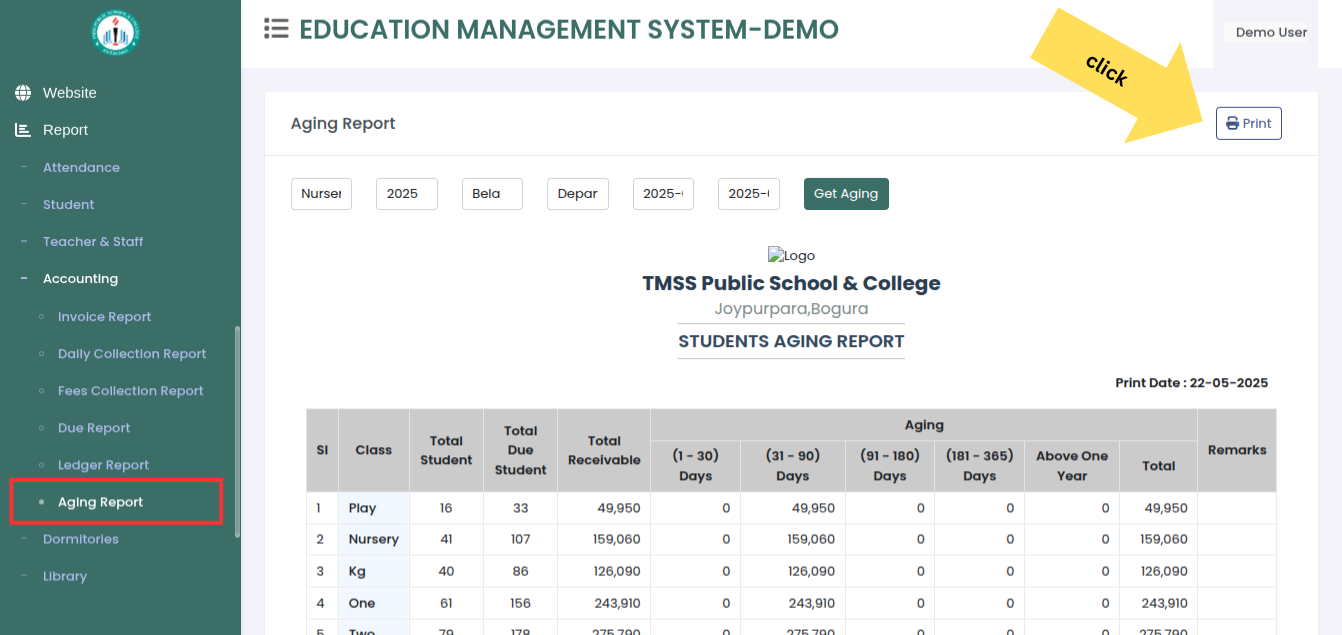 EDUCATION MANAGEMENT SYSTEM-DEMO
Demo User
click
Website
Report
Attendance
Student
Teacher & Staff
Accounting
Invoice Report
Daily Collection Report
Fees Collection Report
Due Report
Ledger Report
Aging Report
Dormitories
Library
Aging Report
Print
Nurser 2025 Bela Depar 2025- 2025- Get Aging
Logo
TMSS Public School & College
Joypurpara,Bogura
STUDENTS AGING REPORT
Print Date : 22-05-2025
Sl Class Total Student Total Due Student Total Receivable Aging Remarks
(1 - 30) Days (31 - 90) Days (91 - 180) Days (181 - 365) Days Above One Year Total
1 Play 16 33 49,950 0 49,950 0 0 0 49,950
2 Nursery 41 107 159,060 0 159,060 0 0 0 159,060
3 Kg 40 86 126,090 0 126,090 0 0 0 126,090
4 One 61 156 243,910 0 243,910 0 0 0 243,910
5 Two 79 178 275,790 0 275,790 0 0 0 275,790